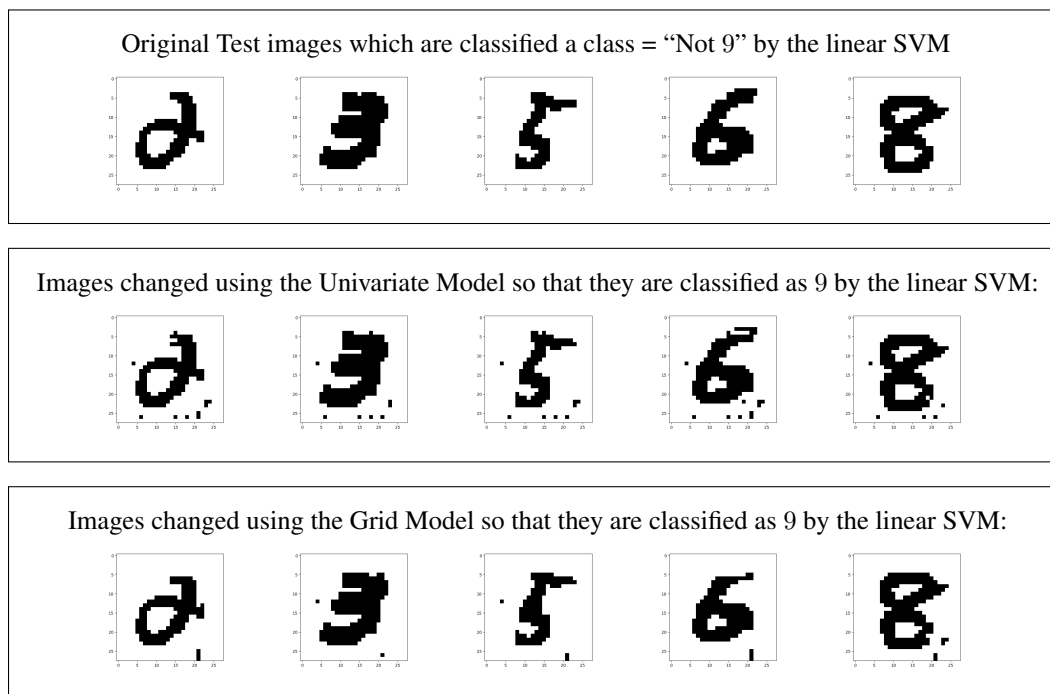 Original Test images which are classified a class = “Not 9” by the linear SVM
Images changed using the Univariate Model so that they are classified as 9 by the linear SVM:
Images changed using the Grid Model so that they are classified as 9 by the linear SVM: